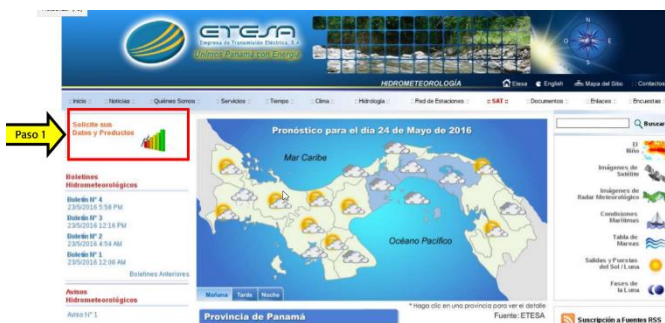 ETESA
Empresa de Transmisión Eléctrica, S.A
Unimos Panamá con Energía
HIDROMETEOROLOGÍA
Etesa
English
Mapa del Sitio
Contactos
:: Inicio ::
:: Noticias ::
:: Quiénes Somos ::
:: Servicios ::
:: Tiempo ::
:: Clima ::
:: Hidrología ::
:: Red de Estaciones ::
:: SAT ::
:: Documentos ::
:: Enlaces ::
:: Encuestas
Paso 1
Solicite sus
Datos y Productos
Boletines
Hidrometeorológicos
Boletín N° 4
23/5/2016 5:58 PM
Boletín N° 3
23/5/2016 12:16 PM
Boletín N° 2
23/5/2016 4:54 AM
Boletín N° 1
23/5/2016 12:06 AM
Boletines Anteriores
Avisos
Hidrometeorológicos
Aviso N° 1
Pronóstico para el día 24 de Mayo de 2016
Mar Caribe
Océano Pacífico
Mañana
Tarde
Noche
* Haga clic en una provincia para ver el detalle
Provincia de Panamá
Fuente: ETESA
Buscar
El
Niño
Imágenes de
Satélite
Imágenes de
Radar Meteorológico
Condiciones
Marítimas
Tabla de
Mareas
Salidas y Puestas
del Sol / Luna
Fases de
la Luna
Suscripción a Fuentes RSS
N
E
S
O